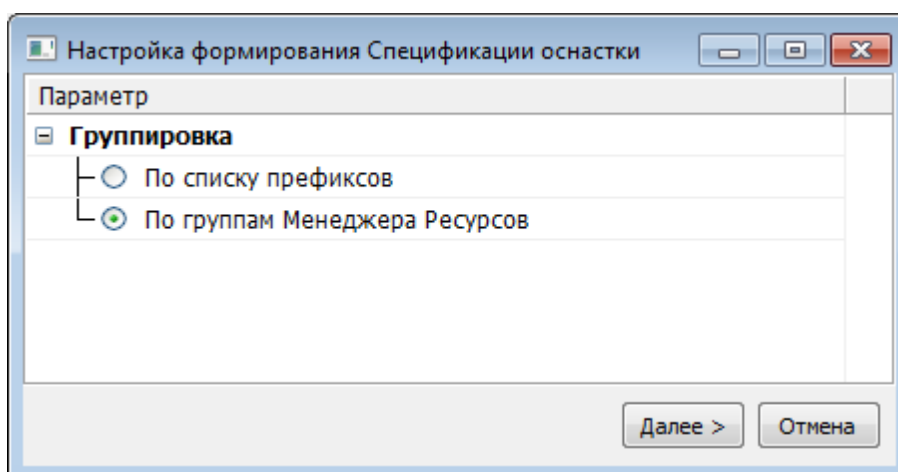 Настройка формирования Спецификации оснастки
Параметр
Группировка
По списку префиксов
По группам Менеджера Ресурсов
Далее > Отмена